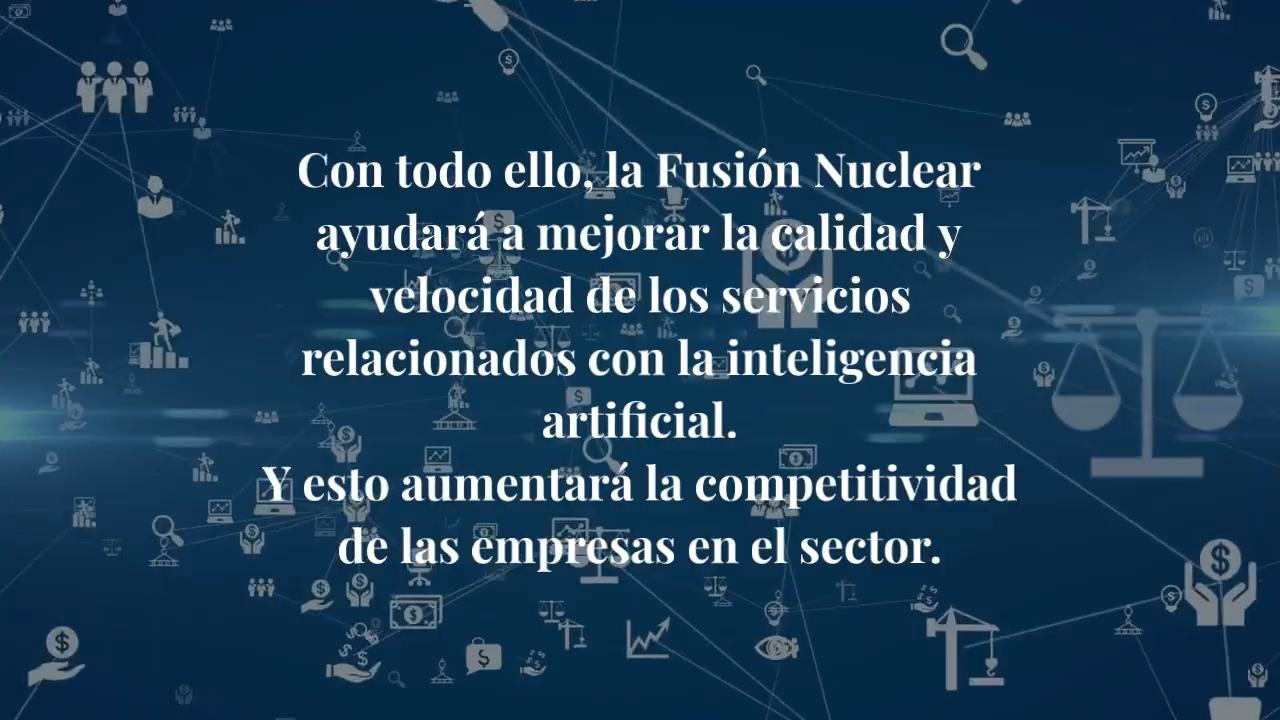 Con todo ello, la Fusión Nuclear
ayudará a mejorar la calidad y
velocidad de los servicios
relacionados con la inteligencia
artificial.
Y esto aumentará la competitividad
de las empresas en el sector.